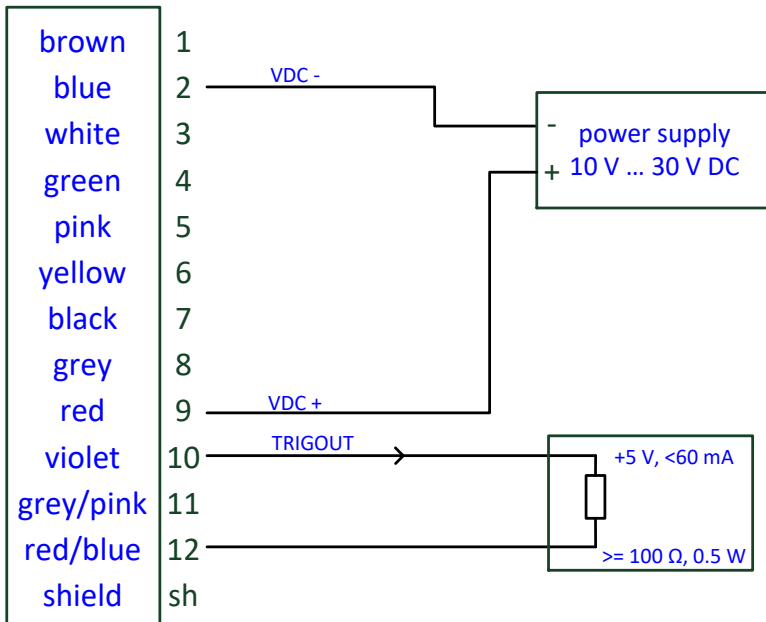 brown 1
blue 2 VDC -
white 3
green 4
pink 5
yellow 6
black 7
grey 8
red 9 VDC +
violet 10 TRIGOUT
grey/pink 11
red/blue 12
shield sh
- power supply
+ 10 V ... 30 V DC
+5 V, <60 mA
>= 100 Ω, 0.5 W